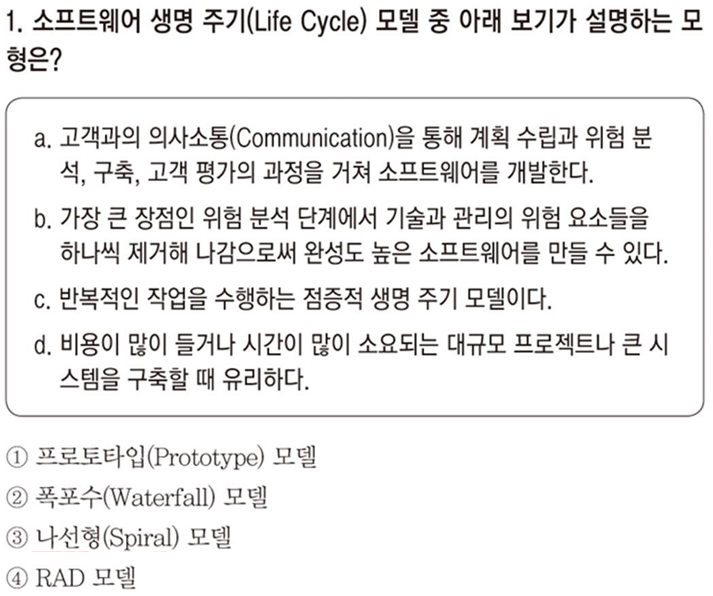 1. 소프트웨어 생명 주기(Life Cycle) 모델 중 아래 보기가 설명하는 모
형은?
a. 고객과의 의사소통(Communication)을 통해 계획 수립과 위험 분
석, 구축, 고객 평가의 과정을 거쳐 소프트웨어를 개발한다.
b. 가장 큰 장점인 위험 분석 단계에서 기술과 관리의 위험 요소들을
하나씩 제거해 나감으로써 완성도 높은 소프트웨어를 만들 수 있다.
c. 반복적인 작업을 수행하는 점증적 생명 주기 모델이다.
d. 비용이 많이 들거나 시간이 많이 소요되는 대규모 프로젝트나 큰 시
스템을 구축할 때 유리하다.
① 프로토타입(Prototype) 모델
② 폭포수(Waterfall) 모델
③ 나선형(Spiral) 모델
④ RAD 모델